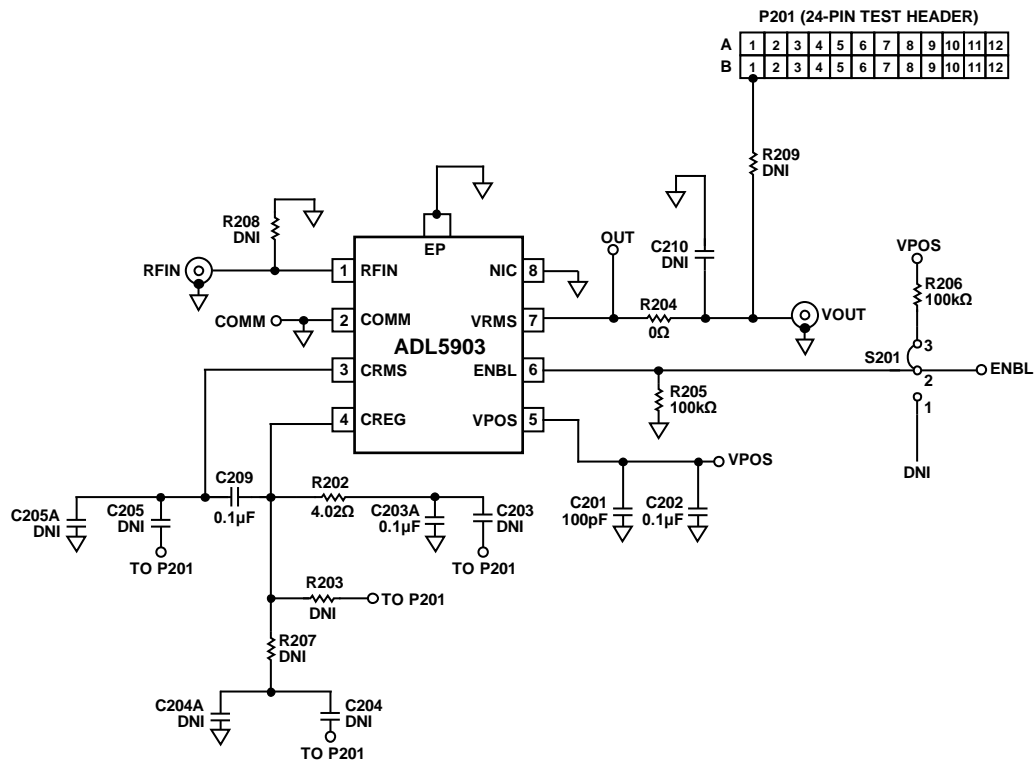 P201 (24-PIN TEST HEADER)
A 1 2 3 4 5 6 7 8 9 10 11 12
B 1 2 3 4 5 6 7 8 9 10 11 12
R209
DNI
R208
DNI
EP
OUT
C210
DNI
VPOS
R206
100kΩ
RFIN
1 RFIN
NIC 8
R204
0Ω
VOUT
COMM
2 COMM
VRMS 7
ADL5903
3 CRMS
ENBL 6
S201
3
2
1
ENBL
R205
100kΩ
4 CREG
VPOS 5
DNI
VPOS
C209
0.1µF
R202
4.02Ω
C201
100pF
C202
0.1µF
C205A
DNI
C205
DNI
TO P201
C203A
0.1µF
C203
DNI
TO P201
R203
DNI
TO P201
R207
DNI
C204A
DNI
C204
DNI
TO P201